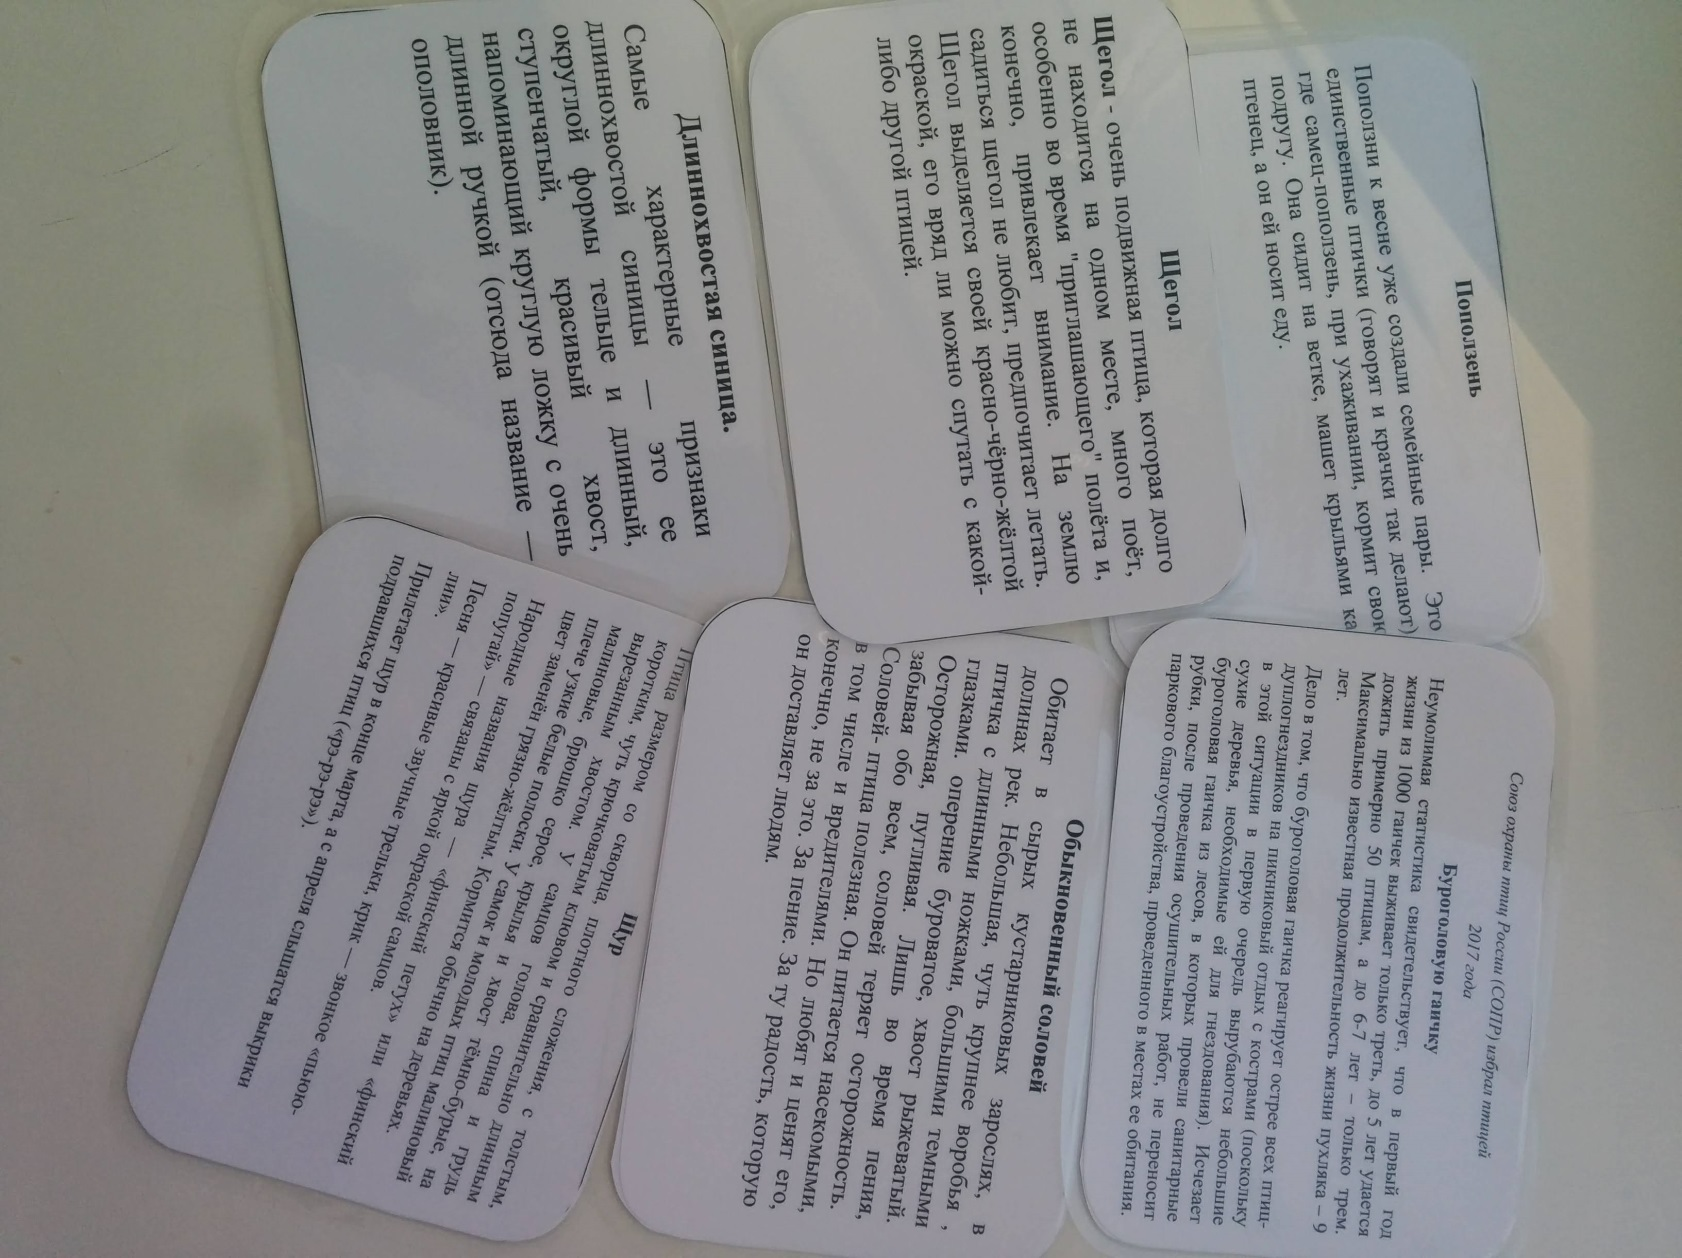 Поползень
Поползни к весне уже создали семейные пары. Это
единственные птички (говорят и крачки так делают)
где самец-поползень, при ухаживании, кормит свою
подругу. Она сидит на ветке, машет крыльями ка
птенец, а он ей носит еду.
Щегол
Щегол - очень подвижная птица, которая долго
не находится на одном месте, много поёт,
особенно во время "приглашающего" полёта и,
конечно, привлекает внимание. На землю
садиться щегол не любит, предпочитает летать.
Щегол выделяется своей красно-чёрно-жёлтой
окраской, его вряд ли можно спутать с какой-
либо другой птицей.
Длиннохвостая синица.
Самые характерные признаки
длиннохвостой синицы — это ее
округлой формы тельце и длинный,
ступенчатый, красивый хвост,
напоминающий круглую ложку с очень
длинной ручкой (отсюда название —
ополовник).
Союз охраны птиц России (СОПР) избрал птицей
2017 года
Буроголовую гаичку
Неумолимая статистика свидетельствует, что в первый год
жизни из 1000 гаичек выживает только треть, до 5 лет удается
дожить примерно 50 птицам, а до 6-7 лет – только трем.
Максимально известная продолжительность жизни пухляка – 9
лет.
Дело в том, что буроголовая гаичка реагирует острее всех птиц-
дуплогнездников на пикниковый отдых с кострами (поскольку
в этой ситуации в первую очередь вырубаются небольшие
сухие деревья, необходимые ей для гнездования). Исчезает
буроголовая гаичка из лесов, в которых провели санитарные
рубки, после проведения осушительных работ, не переносит
паркового благоустройства, проведенного в местах ее обитания.
Обыкновенный соловей
Обитает в сырых кустарниковых зарослях, в
долинах рек. Небольшая, чуть крупнее воробья ,
птичка с длинными ножками, большими темными
глазками. оперение буроватое, хвост рыжеватый.
Осторожная, пугливая. Лишь во время пения,
забывая обо всем, соловей теряет осторожность.
Соловей- птица полезная. Он питается насекомыми,
в том числе и вредителями. Но любят и ценят его,
конечно, не за это. За пение. За ту радость, которую
он доставляет людям.
Щур
Птица размером со скворца, плотного сложения, с толстым,
коротким, чуть крючковатым клювом и сравнительно длинным
вырезанным хвостом. У самцов голова, спина и грудь
малиновые, брюшко серое, крылья и хвост тёмно-бурые, на
плече узкие белые полоски. У самок и молодых птиц малиновый
цвет заменён грязно-жёлтым. Кормится обычно на деревьях.
Народные названия щура — «финский петух» или «финский
попугай» — связаны с яркой окраской самцов.
Песня — красивые звучные трельки, крик — звонкое «пьюю-
лии».
Прилетает щур в конце марта, а с апреля слышатся выкрики
подравшихся птиц («рэ-рэ-рэ»).